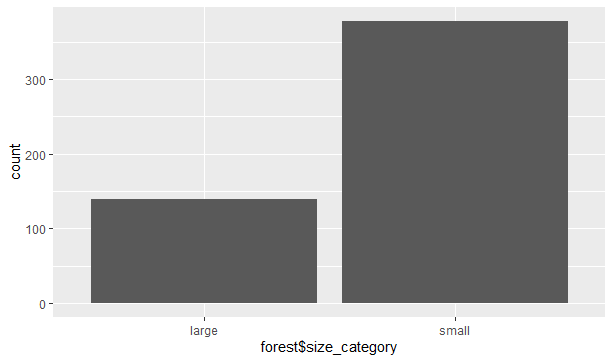 count
300
200
100
0
large small
forest$size_category